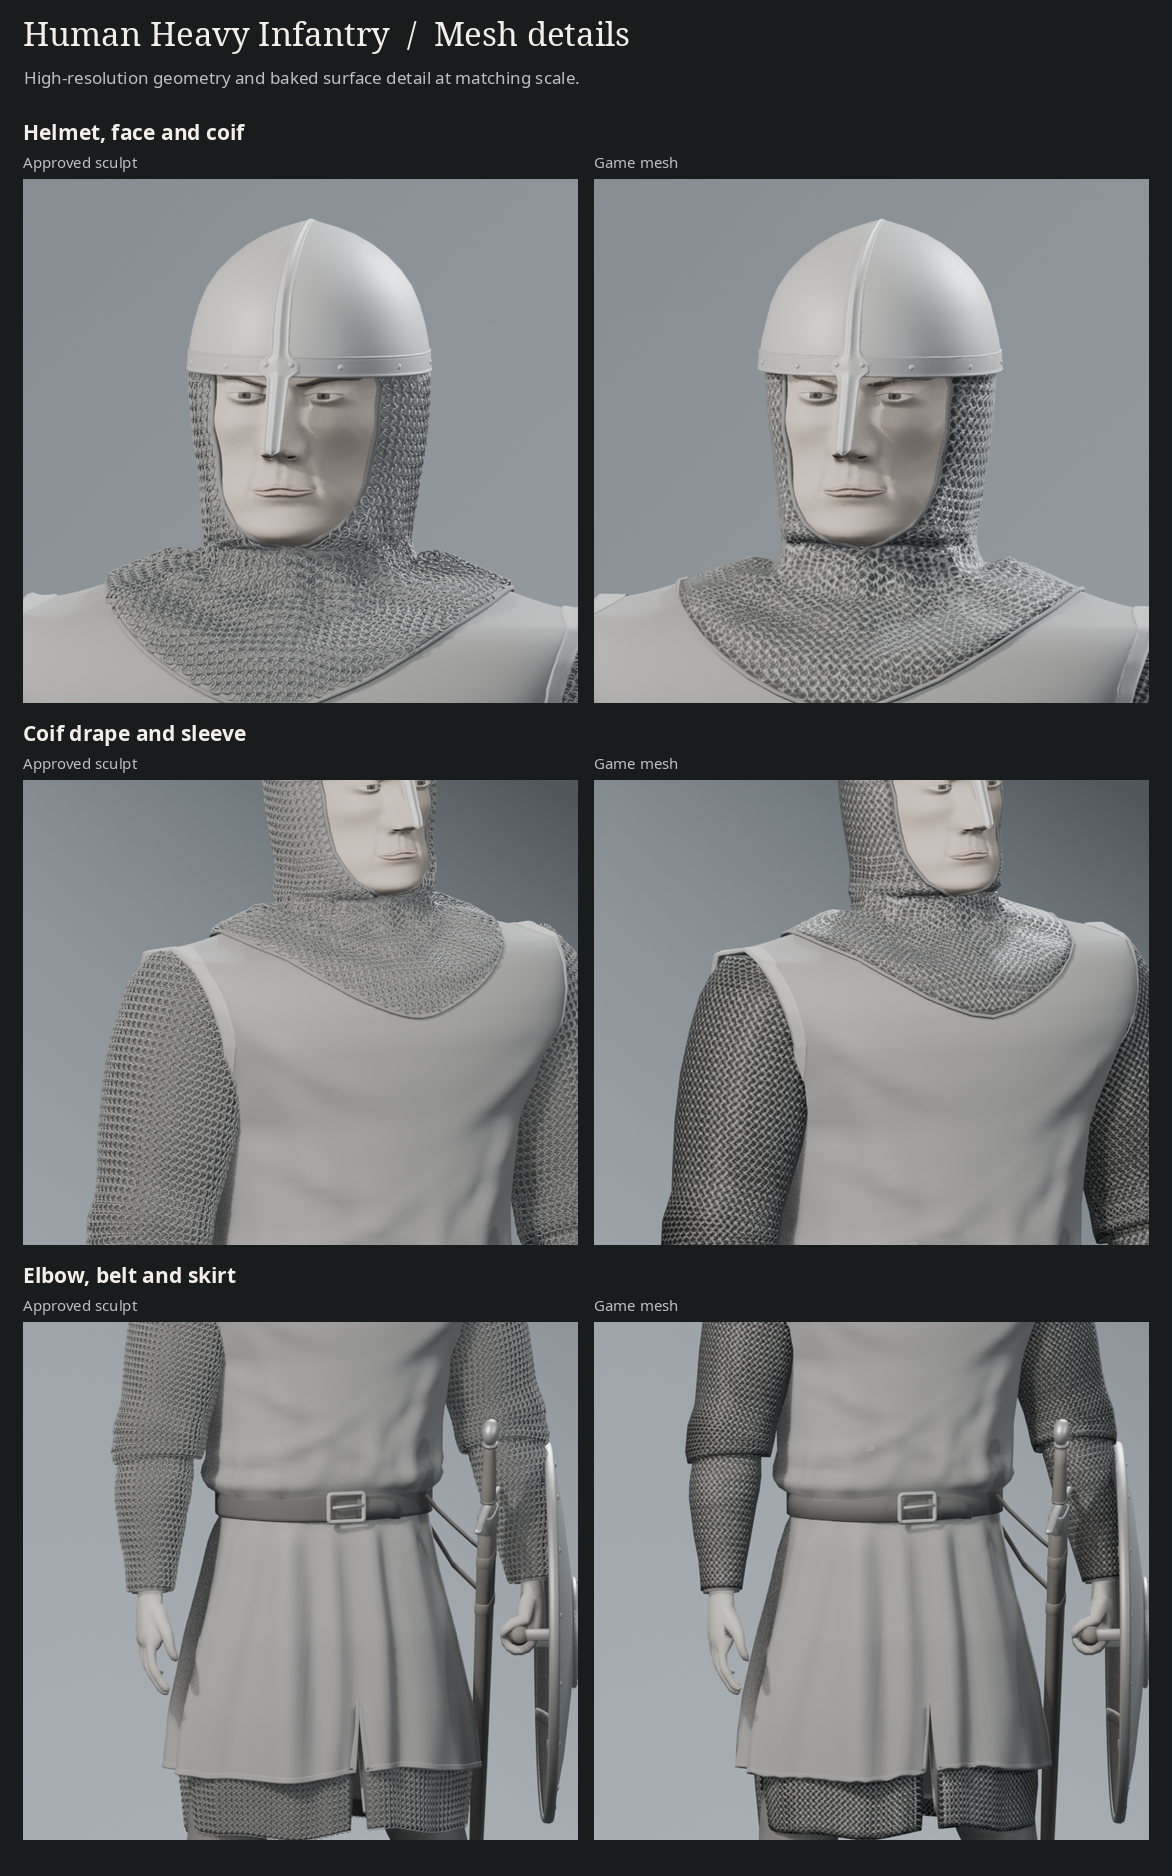 Human Heavy Infantry / Mesh details
High-resolution geometry and baked surface detail at matching scale.
Helmet, face and coif
Approved sculpt
Game mesh
Coif drape and sleeve
Approved sculpt
Game mesh
Elbow, belt and skirt
Approved sculpt
Game mesh